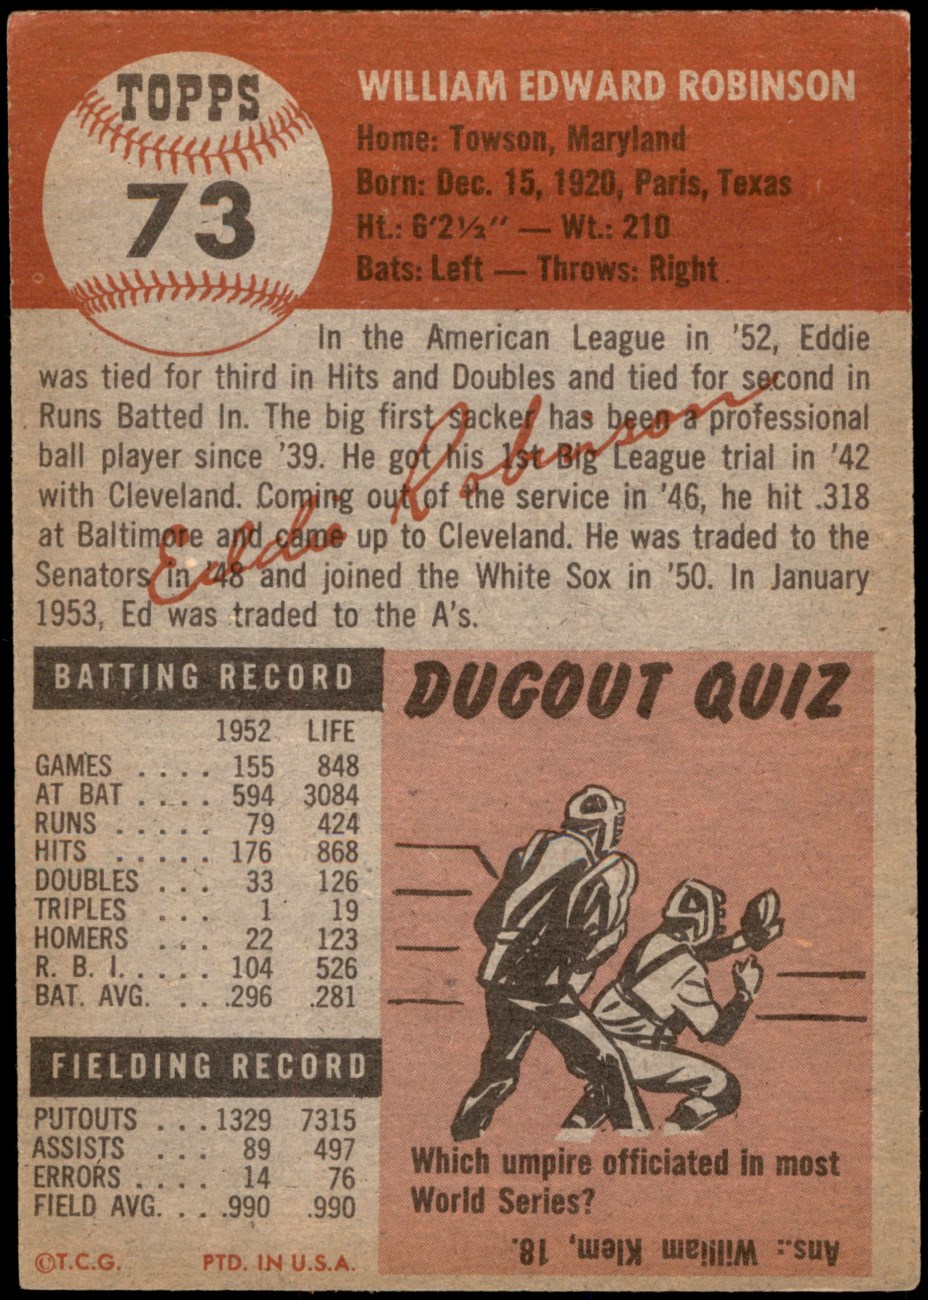 TOPPS
73
WILLIAM EDWARD ROBINSON
Home: Towson, Maryland
Born: Dec. 15, 1920, Paris, Texas
Ht.: 6'2½" — Wt.: 210
Bats: Left — Throws: Right
In the American League in '52, Eddie
was tied for third in Hits and Doubles and tied for second in
Runs Batted In. The big first sacker has been a professional
ball player since '39. He got his 1st Big League trial in '42
with Cleveland. Coming out of the service in '46, he hit .318
at Baltimore and came up to Cleveland. He was traded to the
Senators in '48 and joined the White Sox in '50. In January
1953, Ed was traded to the A's.
Eddie Robinson
BATTING RECORD
1952 LIFE
GAMES .... 155 848
AT BAT .... 594 3084
RUNS ..... 79 424
HITS ..... 176 868
DOUBLES ... 33 126
TRIPLES ... 1 19
HOMERS ... 22 123
R. B. I. .... 104 526
BAT. AVG. ... .296 .281
FIELDING RECORD
PUTOUTS ... 1329 7315
ASSISTS ... 89 497
ERRORS .... 14 76
FIELD AVG. ... .990 .990
©T.C.G. PTD. IN U.S.A.
DUGOUT QUIZ
Which umpire officiated in most
World Series?
Ans.: William Klem, 18.